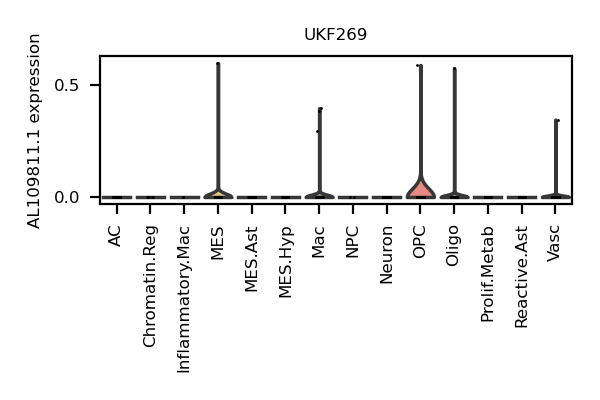 UKF269
AL109811.1 expression
0.5
0.0
AC
Chromatin.Reg
Inflammatory.Mac
MES
MES.Ast
MES.Hyp
Mac
NPC
Neuron
OPC
Oligo
Prolif.Metab
Reactive.Ast
Vasc